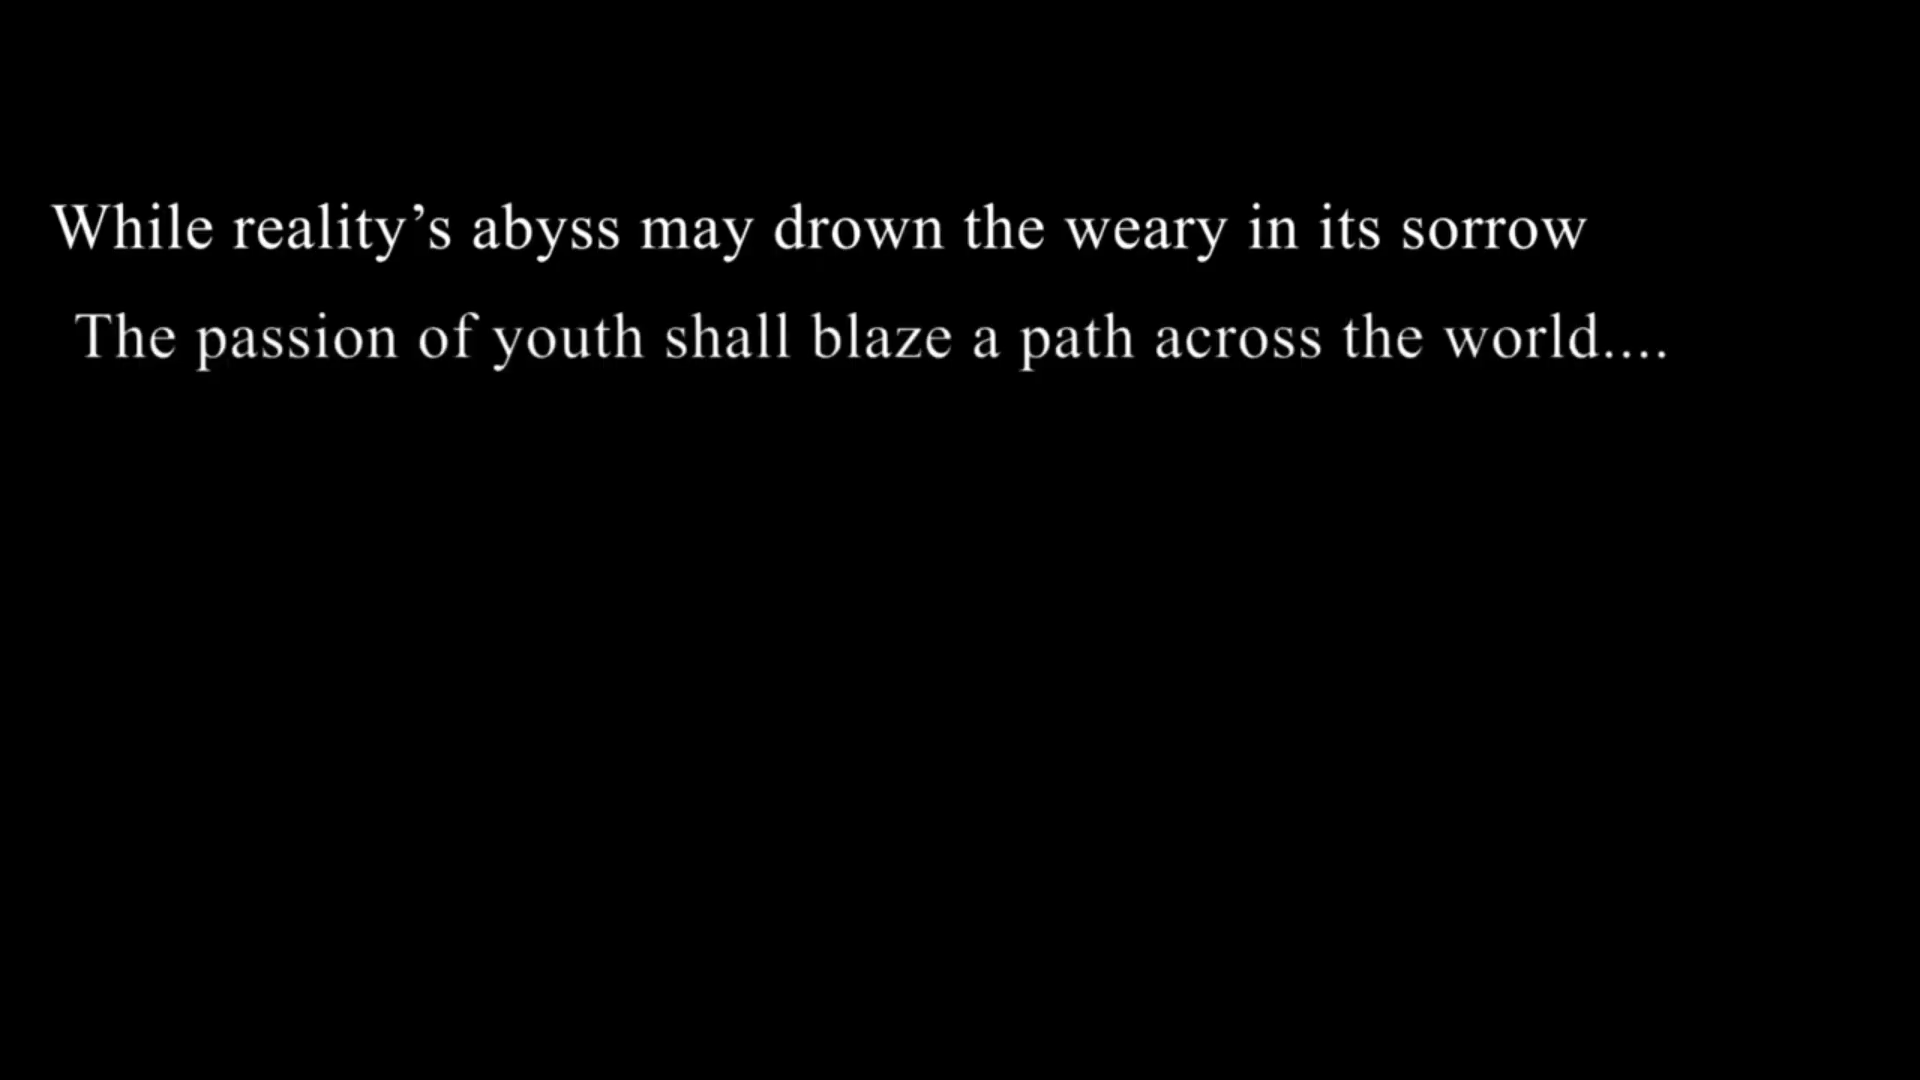 While reality’s abyss may drown the weary in its sorrow
The passion of youth shall blaze a path across the world....